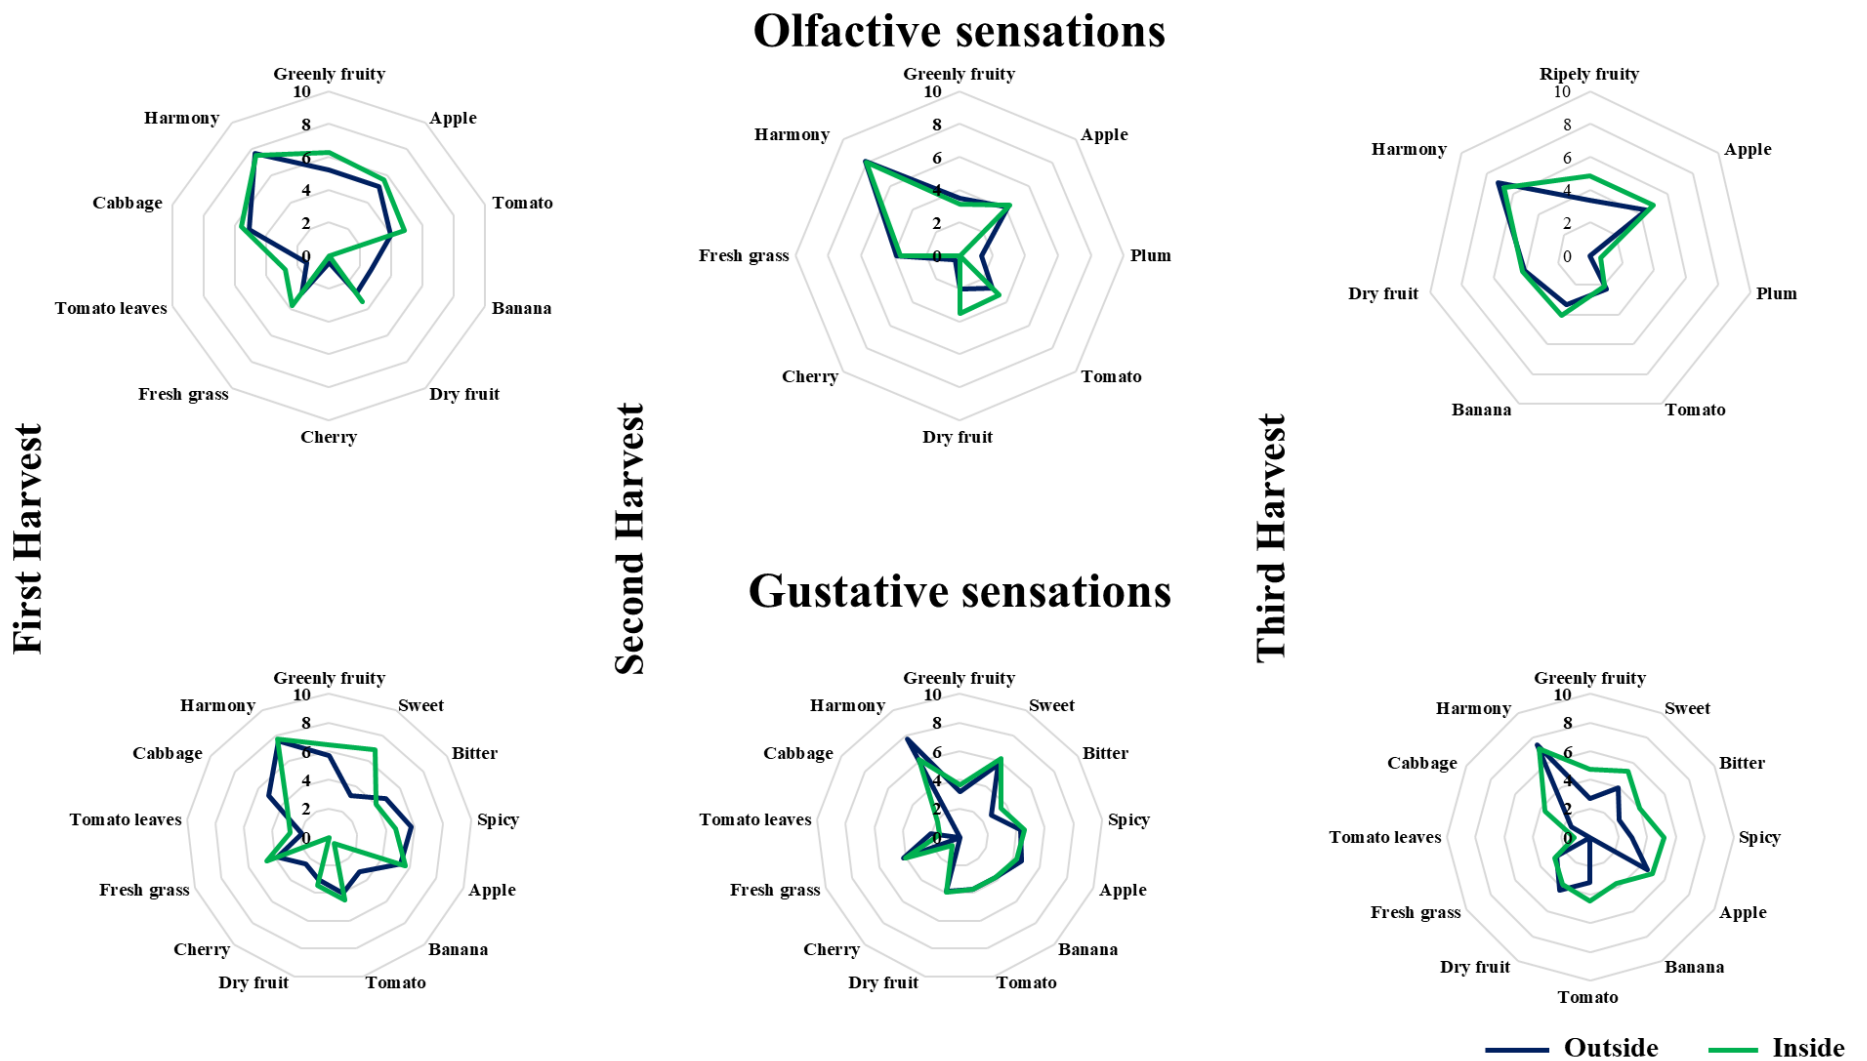 Olfactive sensations
Greenly fruity
10
8
6
4
2
0
Apple
Tomato
Banana
Dry fruit
Cherry
Fresh grass
Tomato leaves
Cabbage
Harmony
Greenly fruity
10
8
6
4
2
0
Apple
Plum
Tomato
Dry fruit
Cherry
Fresh grass
Harmony
Ripely fruity
10
8
6
4
2
0
Apple
Plum
Tomato
Banana
Dry fruit
Harmony
First Harvest
Second Harvest
Third Harvest
Gustative sensations
Greenly fruity
10
8
6
4
2
0
Sweet
Bitter
Spicy
Apple
Banana
Tomato
Dry fruit
Cherry
Fresh grass
Tomato leaves
Cabbage
Harmony
Greenly fruity
10
8
6
4
2
0
Sweet
Bitter
Spicy
Apple
Banana
Tomato
Dry fruit
Cherry
Fresh grass
Tomato leaves
Cabbage
Harmony
Greenly fruity
10
8
6
4
2
0
Sweet
Bitter
Spicy
Apple
Banana
Tomato
Dry fruit
Fresh grass
Tomato leaves
Cabbage
Harmony
Outside
Inside